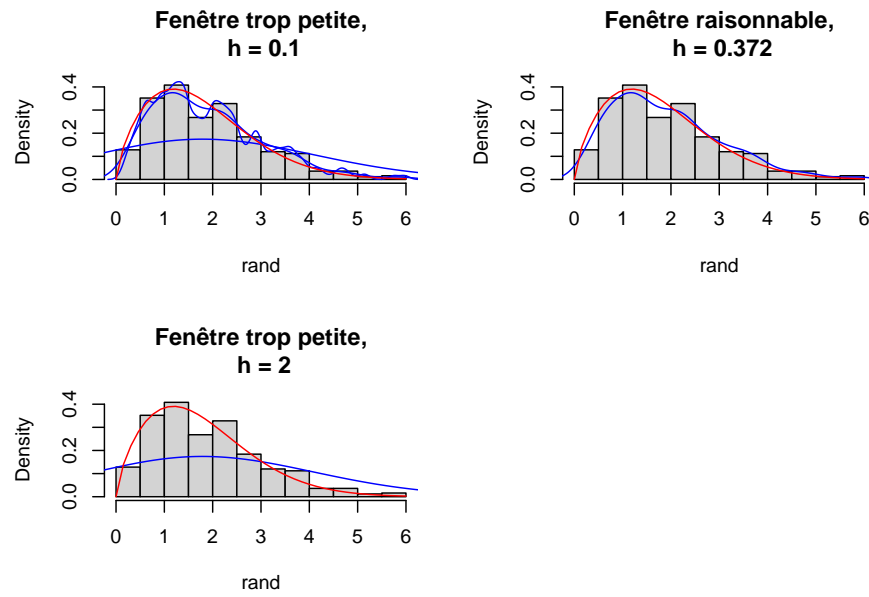 Fenêtre trop petite,
h = 0.1
Density
0.0 0.2 0.4
0 1 2 3 4 5 6
rand
Fenêtre raisonnable,
h = 0.372
Density
0.0 0.2 0.4
0 1 2 3 4 5 6
rand
Fenêtre trop petite,
h = 2
Density
0.0 0.2 0.4
0 1 2 3 4 5 6
rand